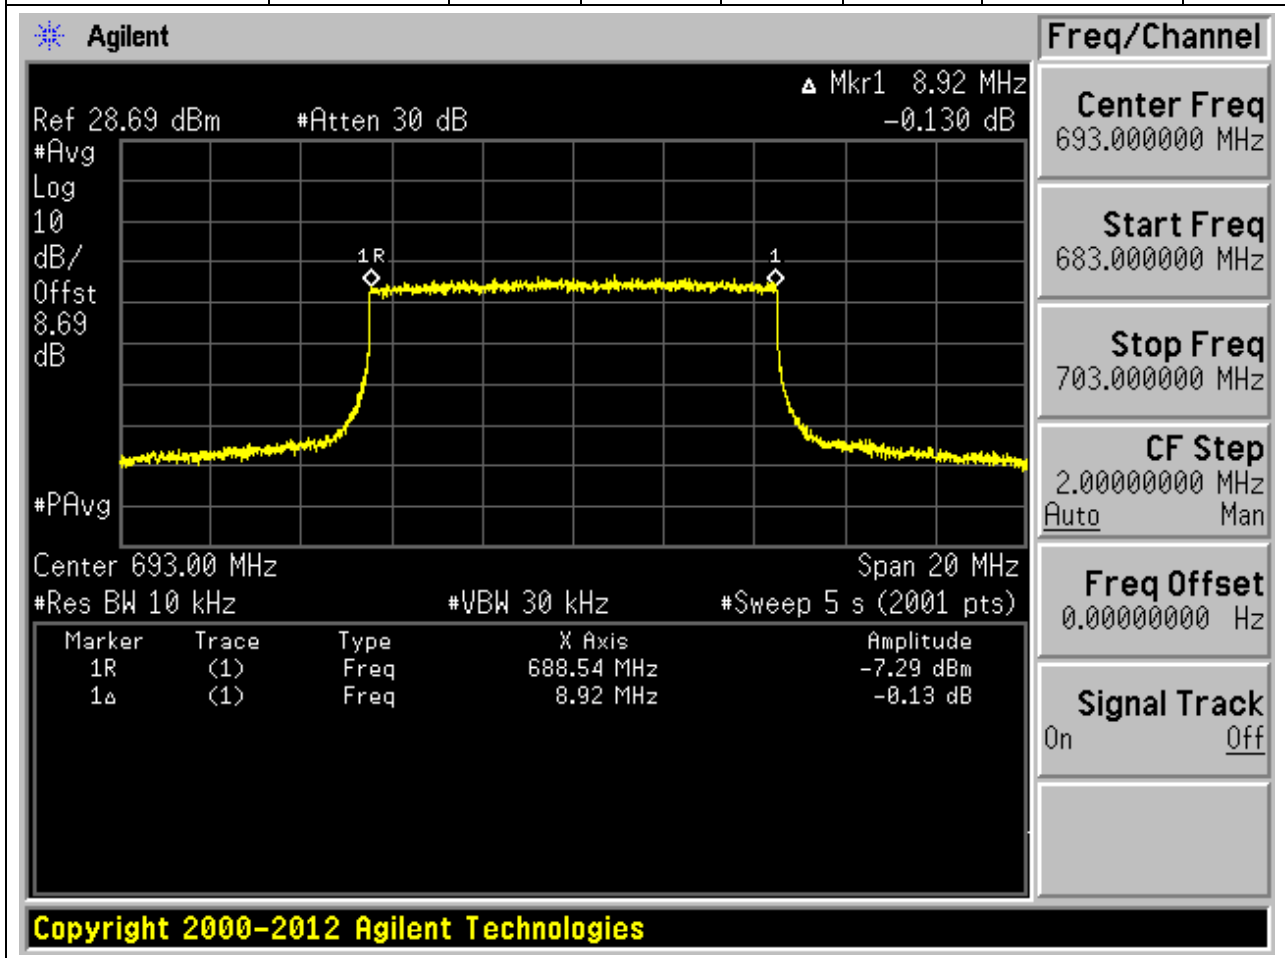 Agilent
Freq/Channel
Δ Mkr1 8.92 MHz
Ref 28.69 dBm #Atten 30 dB -0.130 dB
#Avg
Log
10
dB/
Offst
8.69
dB
1R 1
#PAvg
Center 693.00 MHz Span 20 MHz
#Res BW 10 kHz #VBW 30 kHz #Sweep 5 s (2001 pts)
Marker Trace Type X Axis Amplitude
1R (1) Freq 688.54 MHz -7.29 dBm
1Δ (1) Freq 8.92 MHz -0.13 dB
Center Freq
693.000000 MHz
Start Freq
683.000000 MHz
Stop Freq
703.000000 MHz
CF Step
2.00000000 MHz
Auto Man
Freq Offset
0.00000000 Hz
Signal Track
On Off
Copyright 2000-2012 Agilent Technologies